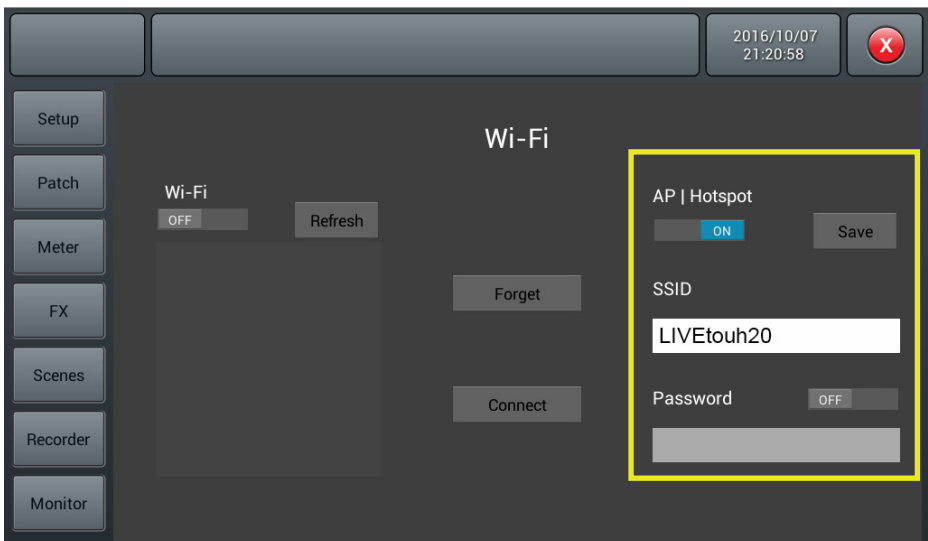 2016/10/07
21:20:58
X
Setup
Patch
Meter
FX
Scenes
Recorder
Monitor
Wi-Fi
Wi-Fi
OFF
Refresh
Forget
Connect
AP | Hotspot
ON
Save
SSID
LIVEtouh20
Password
OFF